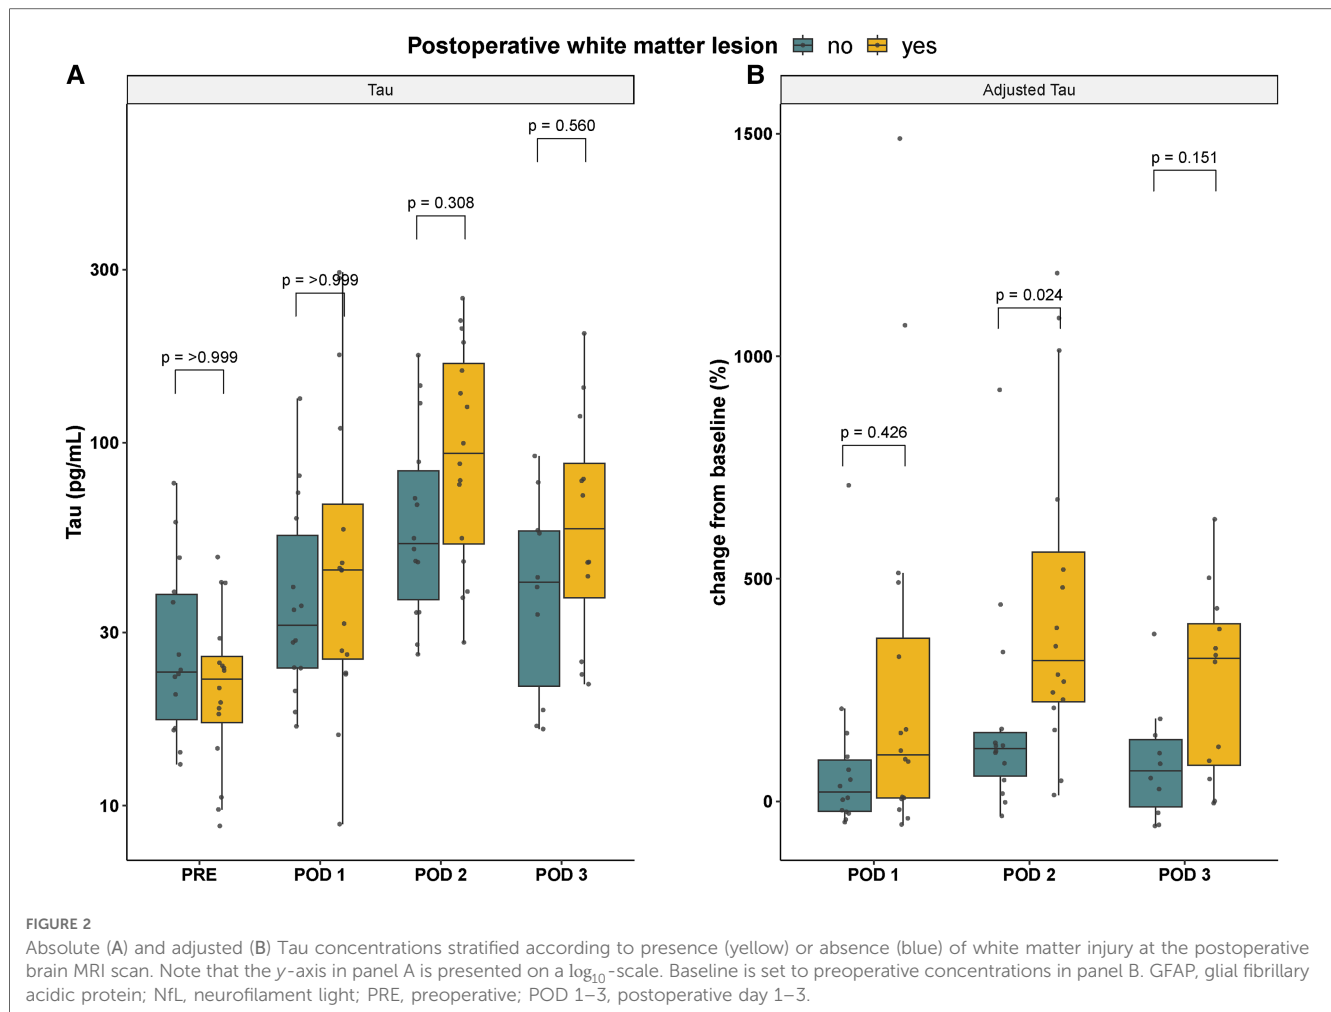 Postoperative white matter lesion no yes
A
B
Tau
Adjusted Tau
p = 0.560
p = 0.308
p = >0.999
p = >0.999
Tau (pg/mL)
300
100
30
10
PRE POD 1 POD 2 POD 3
p = 0.151
p = 0.024
p = 0.426
change from baseline (%)
1500
1000
500
0
POD 1 POD 2 POD 3
FIGURE 2
Absolute (A) and adjusted (B) Tau concentrations stratified according to presence (yellow) or absence (blue) of white matter injury at the postoperative
brain MRI scan. Note that the y-axis in panel A is presented on a log10-scale. Baseline is set to preoperative concentrations in panel B. GFAP, glial fibrillary
acidic protein; NfL, neurofilament light; PRE, preoperative; POD 1–3, postoperative day 1–3.